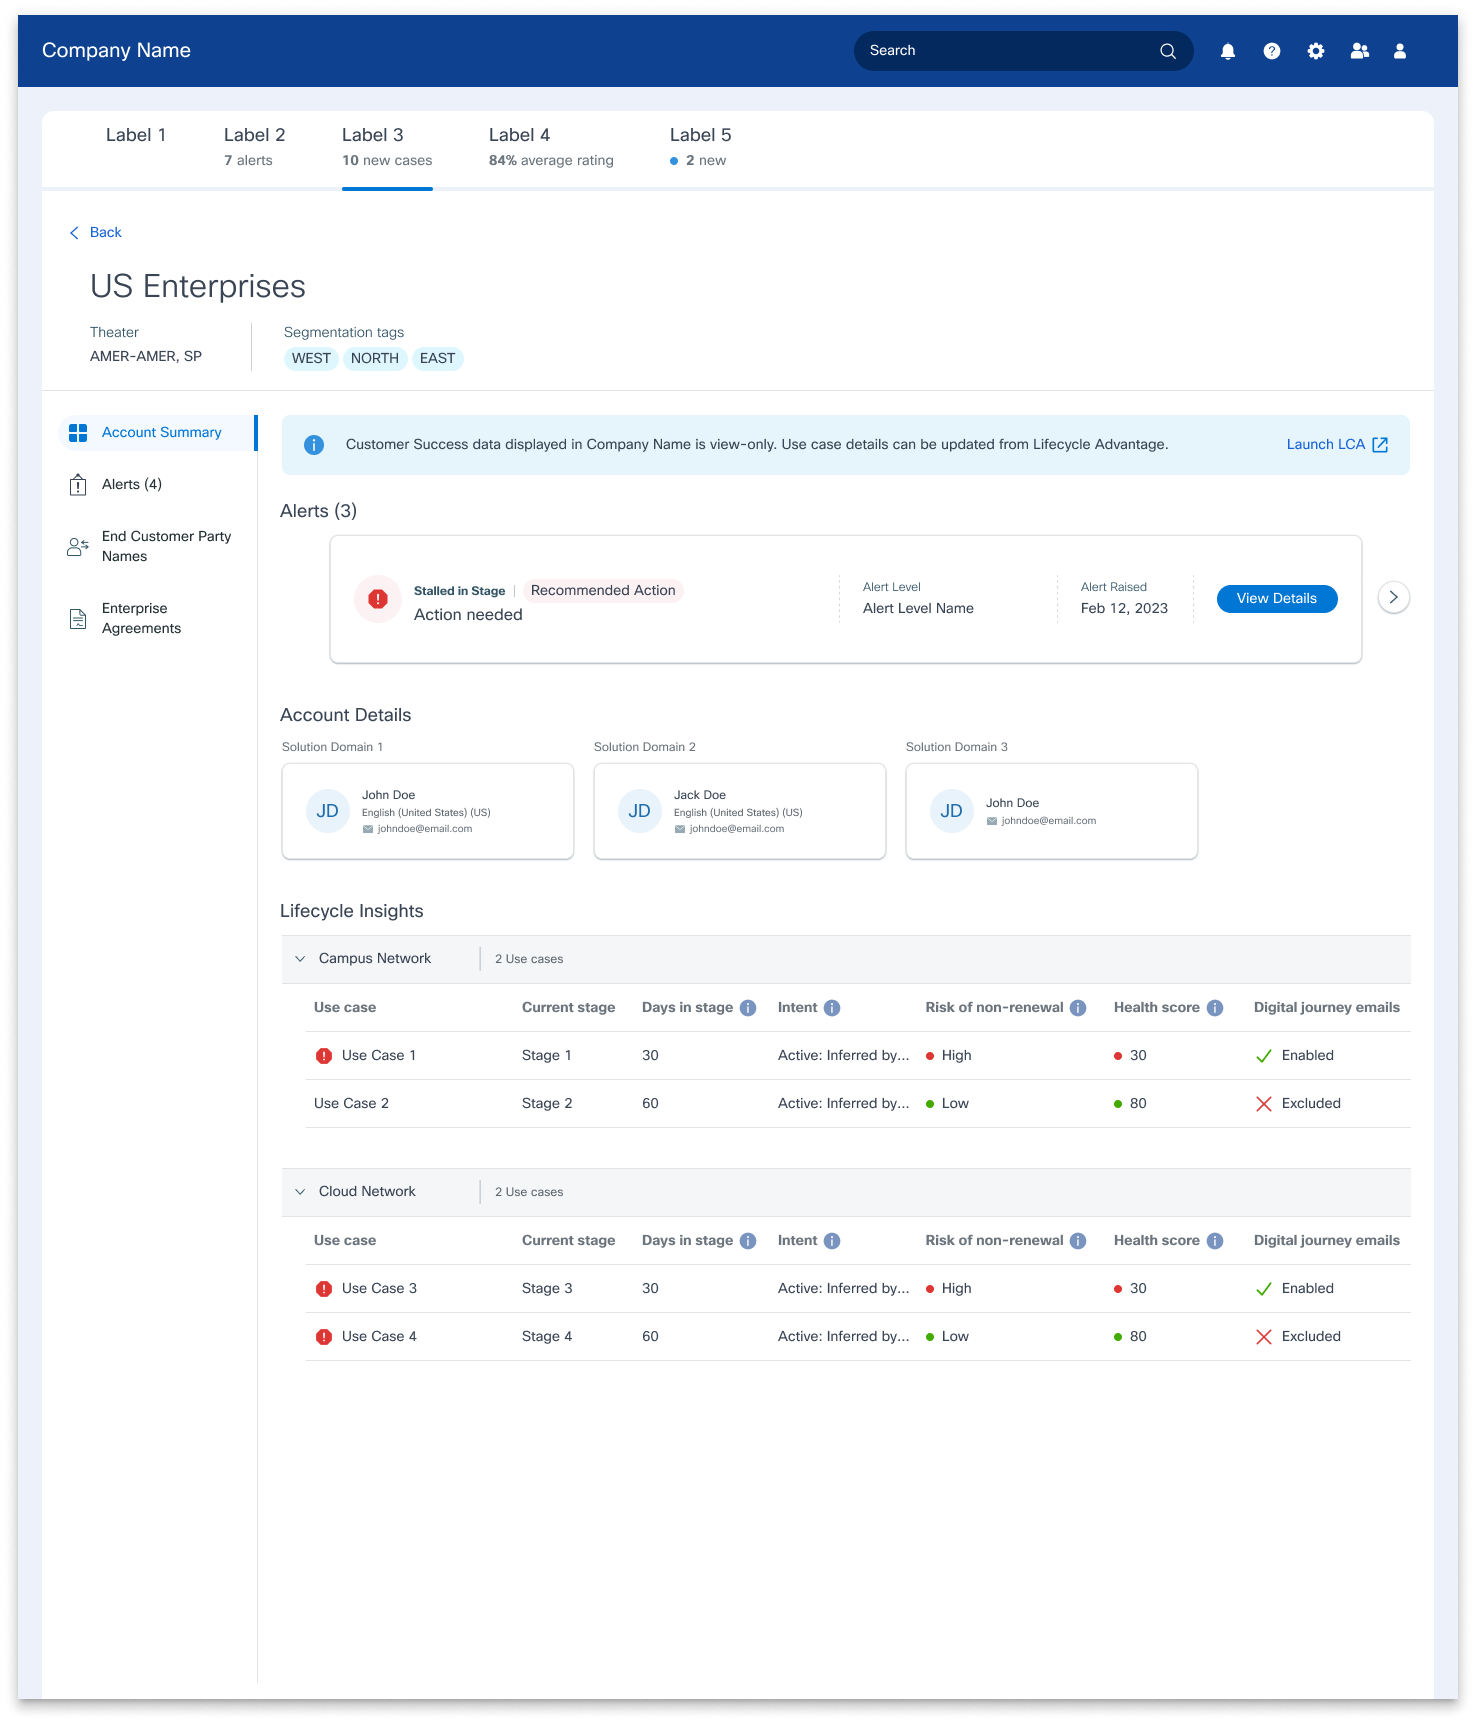 Company Name
Search
Label 1
Label 2
7 alerts
Label 3
10 new cases
Label 4
84% average rating
Label 5
2 new
Back
US Enterprises
Theater
AMER-AMER, SP
Segmentation tags
WEST NORTH EAST
Account Summary
Alerts (4)
End Customer Party
Names
Enterprise
Agreements
Customer Success data displayed in Company Name is view-only. Use case details can be updated from Lifecycle Advantage.
Launch LCA
Alerts (3)
Stalled in Stage Recommended Action
Action needed
Alert Level
Alert Level Name
Alert Raised
Feb 12, 2023
View Details
Account Details
Solution Domain 1
JD
John Doe
English (United States) (US)
johndoe@email.com
Solution Domain 2
JD
Jack Doe
English (United States) (US)
johndoe@email.com
Solution Domain 3
JD
John Doe
johndoe@email.com
Lifecycle Insights
Campus Network 2 Use cases
Use case Current stage Days in stage Intent Risk of non-renewal Health score Digital journey emails
Use Case 1 Stage 1 30 Active: Inferred by... High 30 Enabled
Use Case 2 Stage 2 60 Active: Inferred by... Low 80 Excluded
Cloud Network 2 Use cases
Use case Current stage Days in stage Intent Risk of non-renewal Health score Digital journey emails
Use Case 3 Stage 3 30 Active: Inferred by... High 30 Enabled
Use Case 4 Stage 4 60 Active: Inferred by... Low 80 Excluded